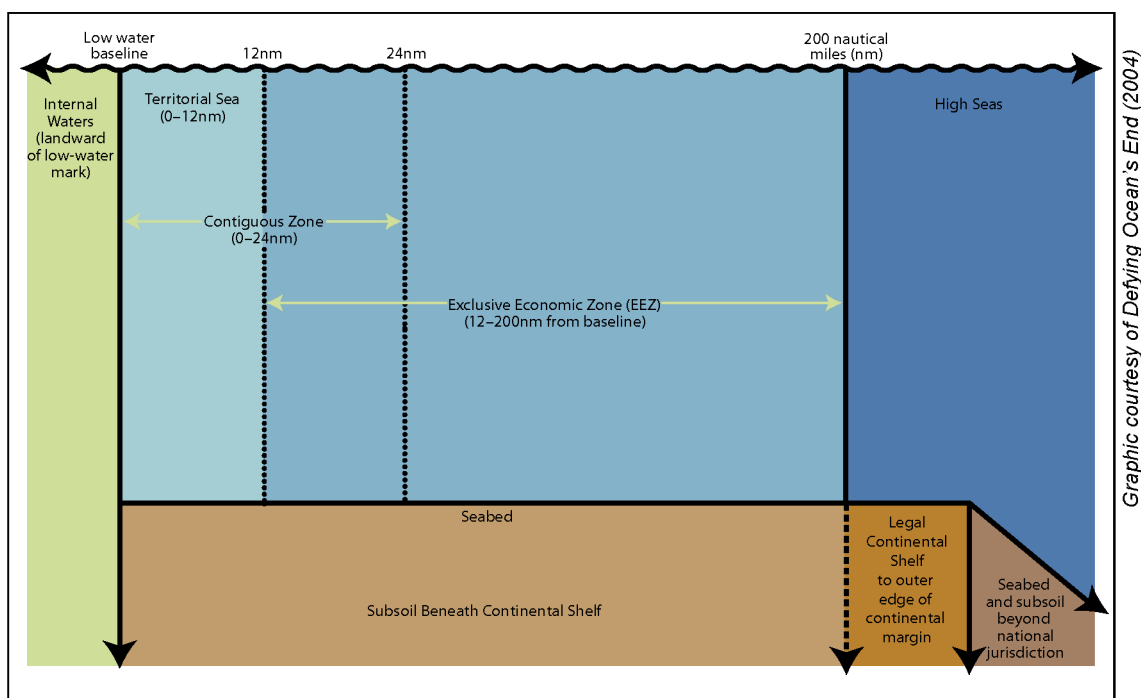 Low water
baseline
12nm
24nm
200 nautical
miles (nm)
Internal
Waters
(landward
of low-water
mark)
Territorial Sea
(0–12nm)
High Seas
Contiguous Zone
(0–24nm)
Exclusive Economic Zone (EEZ)
(12–200nm from baseline)
Seabed
Subsoil Beneath Continental Shelf
Legal
Continental
Shelf
to outer
edge of
continental
margin
Seabed
and subsoil
beyond
national
jurisdiction
Graphic courtesy of Defying Ocean's End (2004)